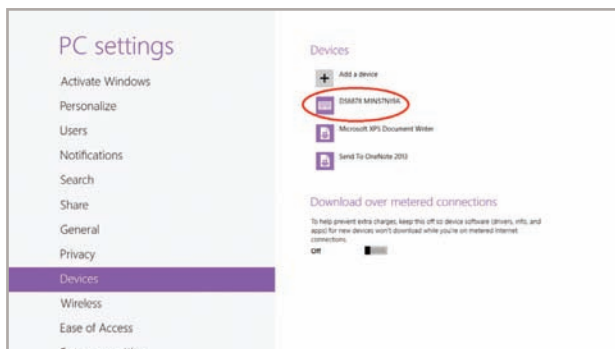 PC settings
Activate Windows
Personalize
Users
Notifications
Search
Share
General
Privacy
Devices
Wireless
Ease of Access
Devices
Add a device
Microsoft XPS Document Writer
Send To OneNote 2013
Download over metered connections
To help prevent extra charges, keep this off so device software (drivers, info, and
apps) for new devices won't download while you're on metered Internet
connections.
Off